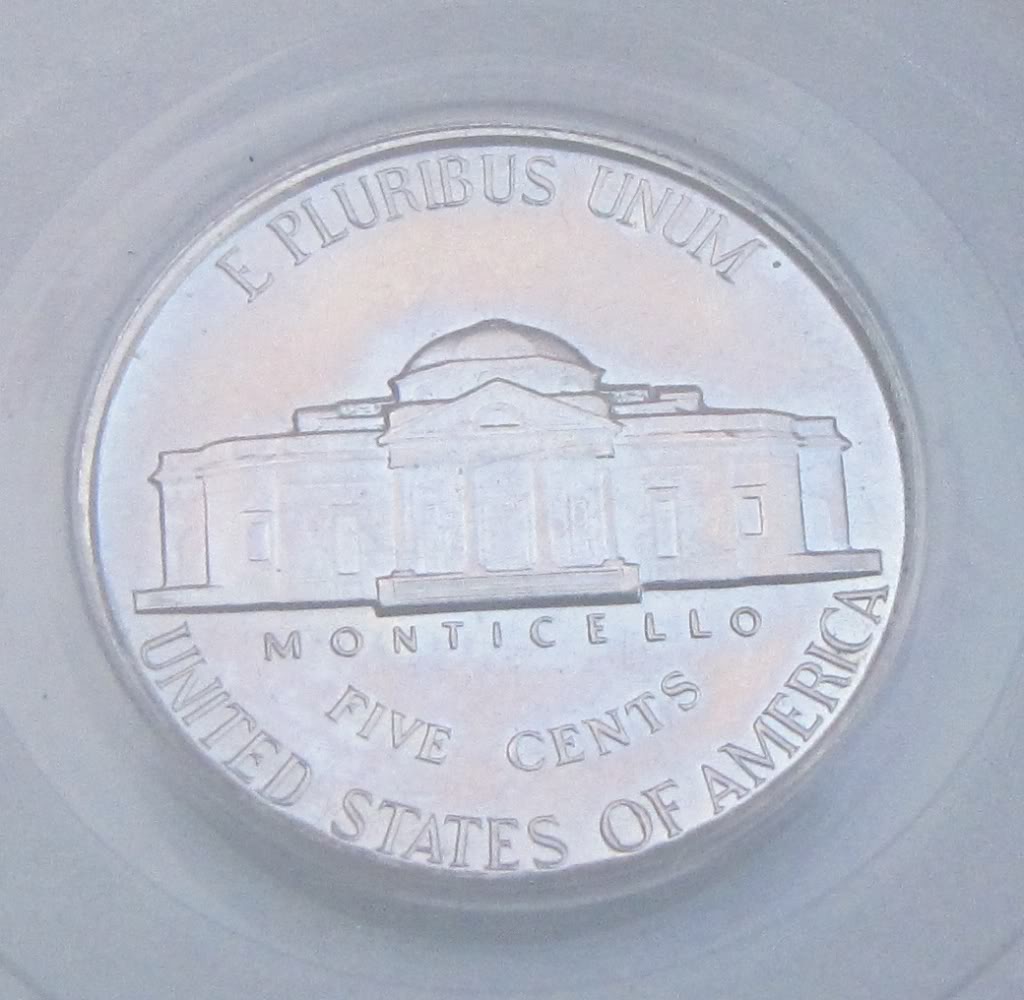 E PLURIBUS UNUM
MONTICELLO
FIVE CENTS
UNITED STATES OF AMERICA